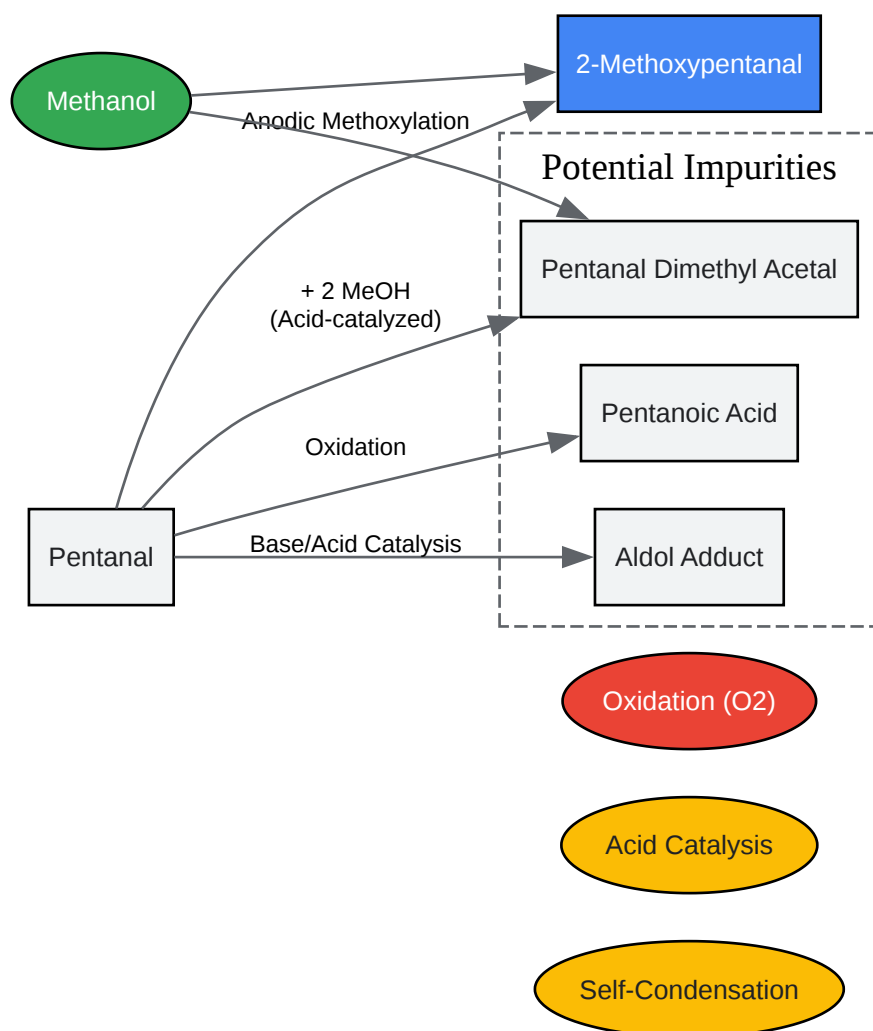 2-Methoxypentanal
Methanol
Anodic Methoxylation
Potential Impurities
Pentanal Dimethyl Acetal
+ 2 MeOH
(Acid-catalyzed)
Pentanoic Acid
Oxidation
Pentanal
Base/Acid Catalysis
Aldol Adduct
Oxidation (O2)
Acid Catalysis
Self-Condensation